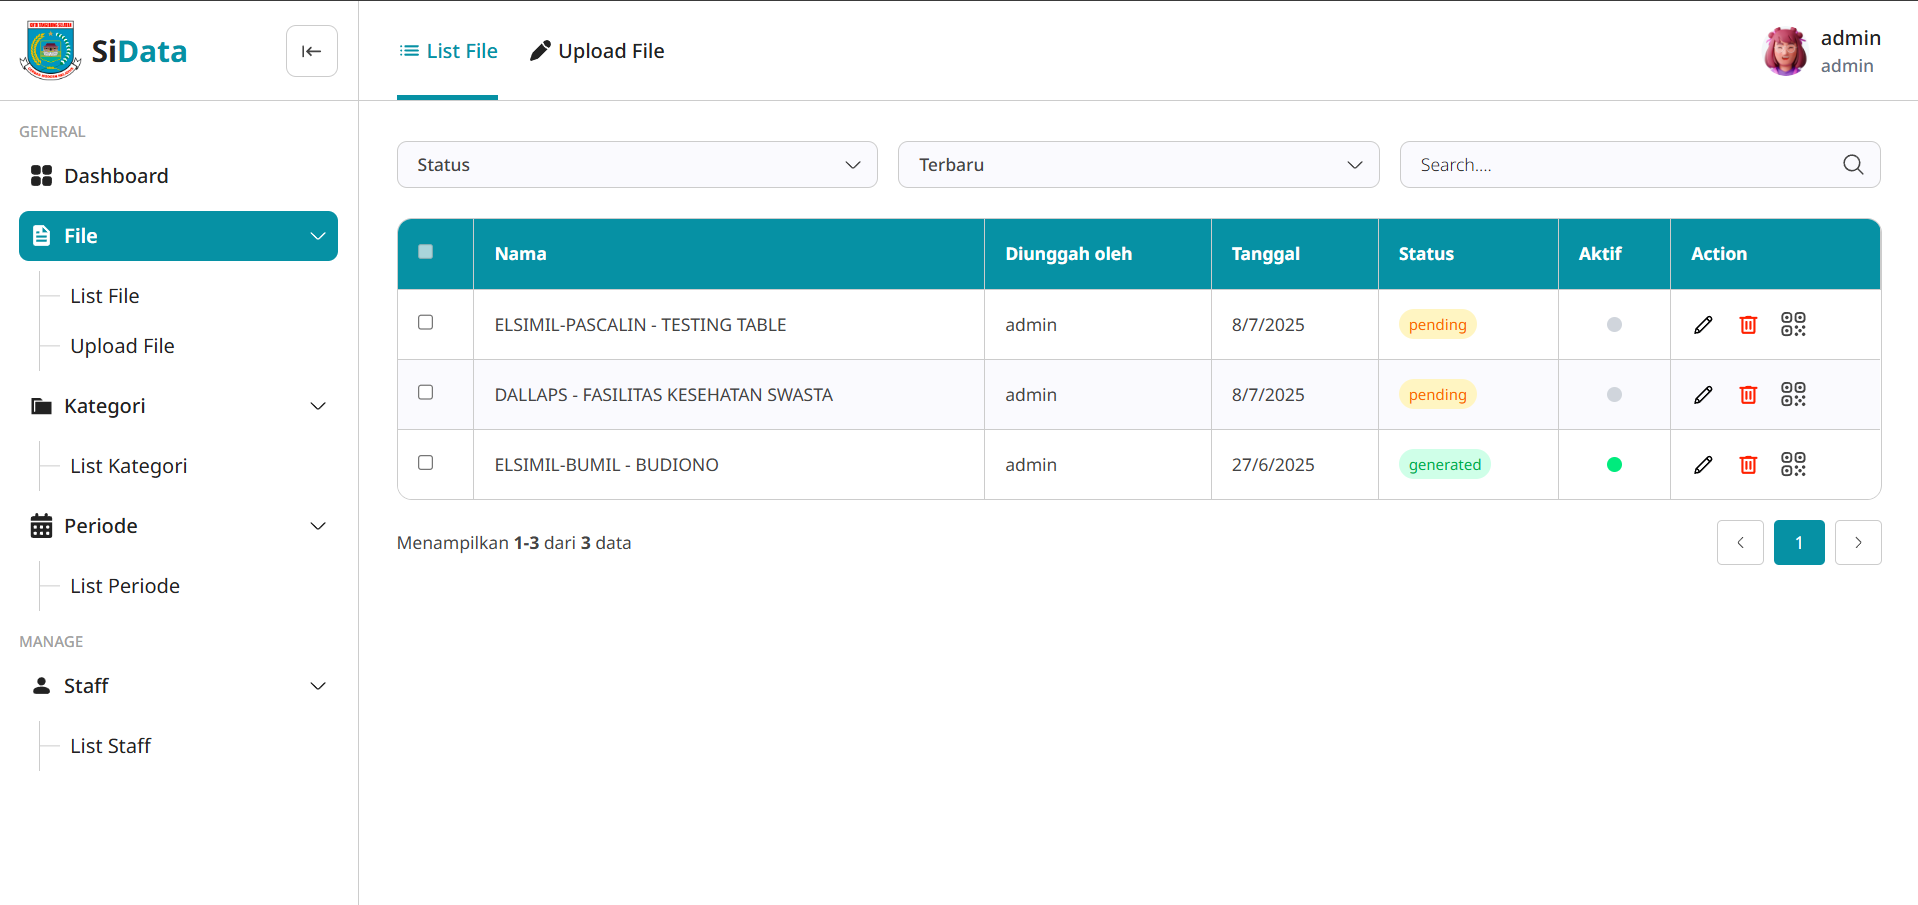 SiData
List File
Upload File
admin
admin
GENERAL
Dashboard
File
List File
Upload File
Kategori
List Kategori
Periode
List Periode
MANAGE
Staff
List Staff
Status
Terbaru
Search....
Nama Diunggah oleh Tanggal Status Aktif Action
ELSIMIL-PASCALIN - TESTING TABLE admin 8/7/2025 pending
DALLAPS - FASILITAS KESEHATAN SWASTA admin 8/7/2025 pending
ELSIMIL-BUMIL - BUDIONO admin 27/6/2025 generated
Menampilkan 1-3 dari 3 data
1